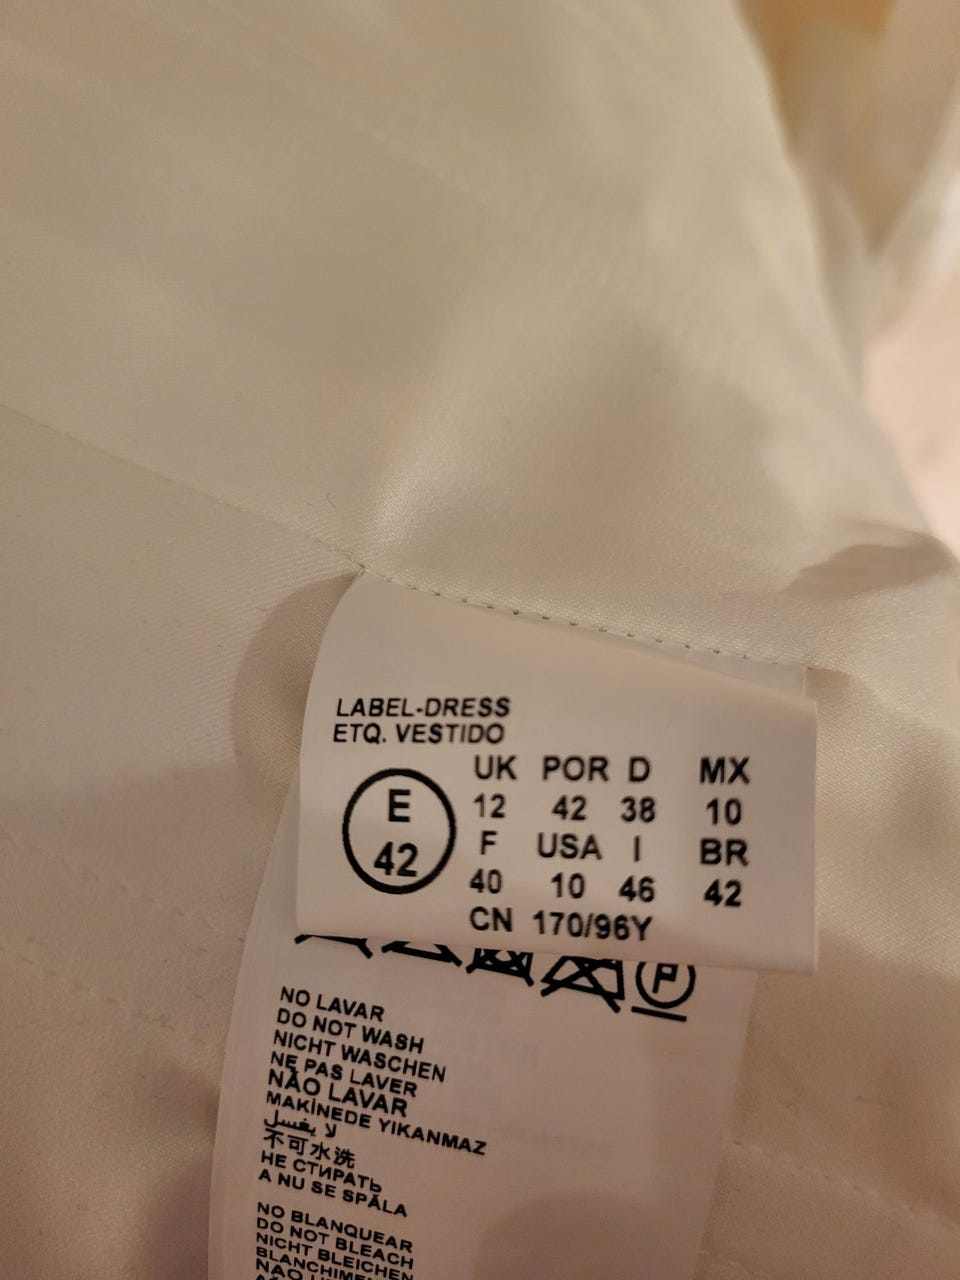 LABEL-DRESS
ETQ. VESTIDO
E
42
UK POR D MX
12 42 38 10
F USA I BR
40 10 46 42
CN 170/96Y
P
NO LAVAR
DO NOT WASH
NICHT WASCHEN
NE PAS LAVER
NÃO LAVAR
MAKİNEDE YIKANMAZ
لا يغسل
不可水洗
НЕ СТИРАТЬ
A NU SE SPĂLA
NO BLANQUEAR
DO NOT BLEACH
NICHT BLEICHEN